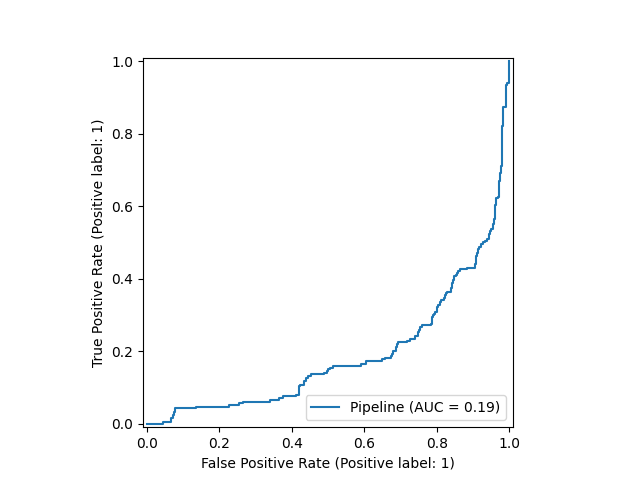 1.0
0.8
0.6
0.4
0.2
0.0
True Positive Rate (Positive label: 1)
Pipeline (AUC = 0.19)
0.0 0.2 0.4 0.6 0.8 1.0
False Positive Rate (Positive label: 1)